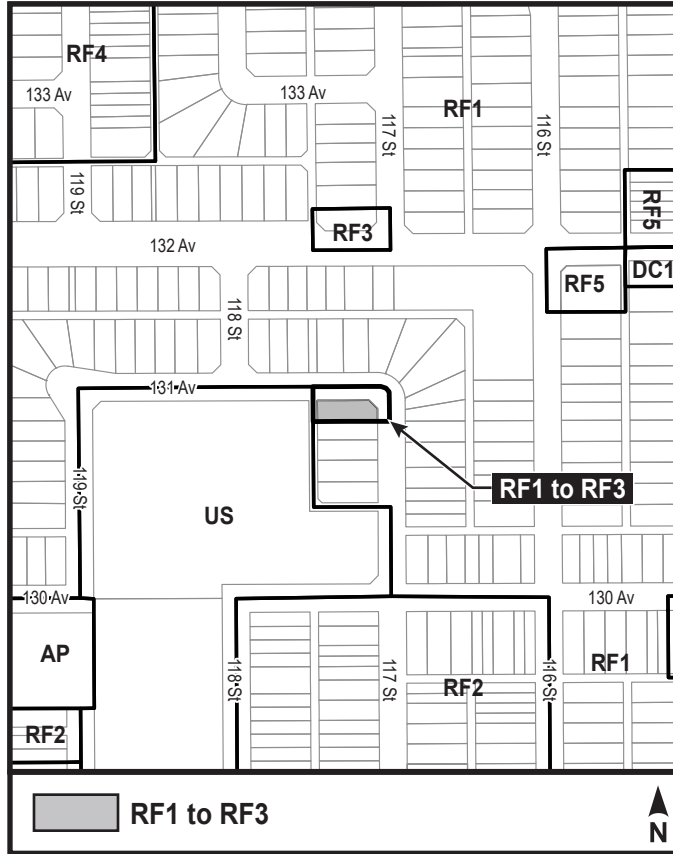 RF4
133 Av
133 Av
RF1
117 St
116 St
119 St
RF5
RF3
132 Av
DC1
RF5
118 St
131 Av
RF1 to RF3
119 St
US
130 Av
130 Av
AP
118 St
117 St
116 St
RF1
RF2
RF2
RF1 to RF3
N